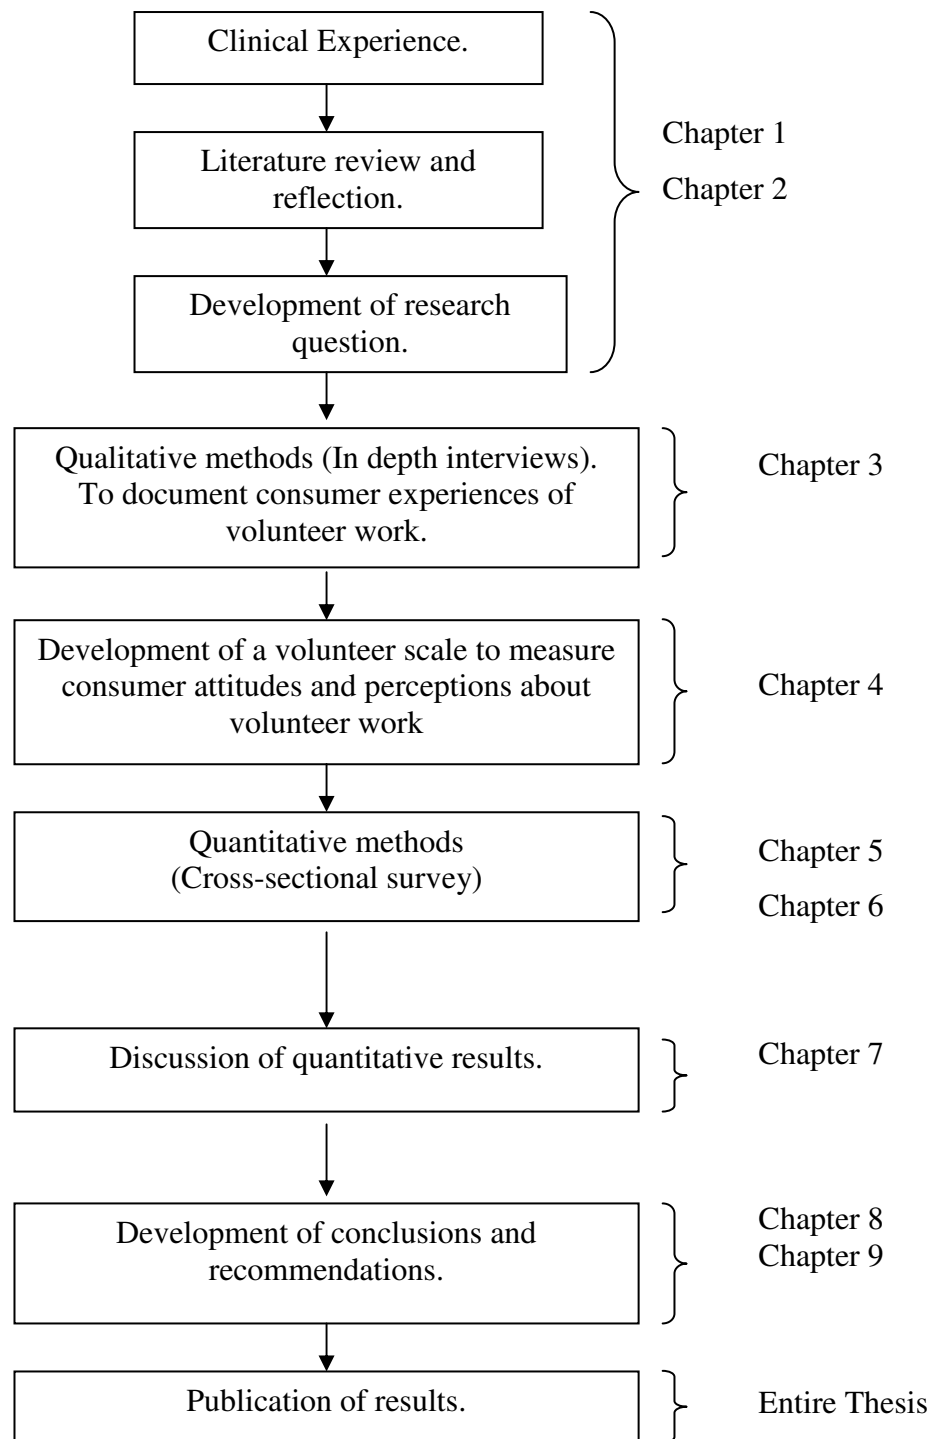 Clinical Experience.
Chapter 1
Literature review and
reflection.
Chapter 2
Development of research
question.
Qualitative methods (In depth interviews).
To document consumer experiences of
volunteer work.
Chapter 3
Development of a volunteer scale to measure
consumer attitudes and perceptions about
volunteer work
Chapter 4
Quantitative methods
(Cross-sectional survey)
Chapter 5
Chapter 6
Discussion of quantitative results.
Chapter 7
Development of conclusions and
recommendations.
Chapter 8
Chapter 9
Publication of results.
Entire Thesis